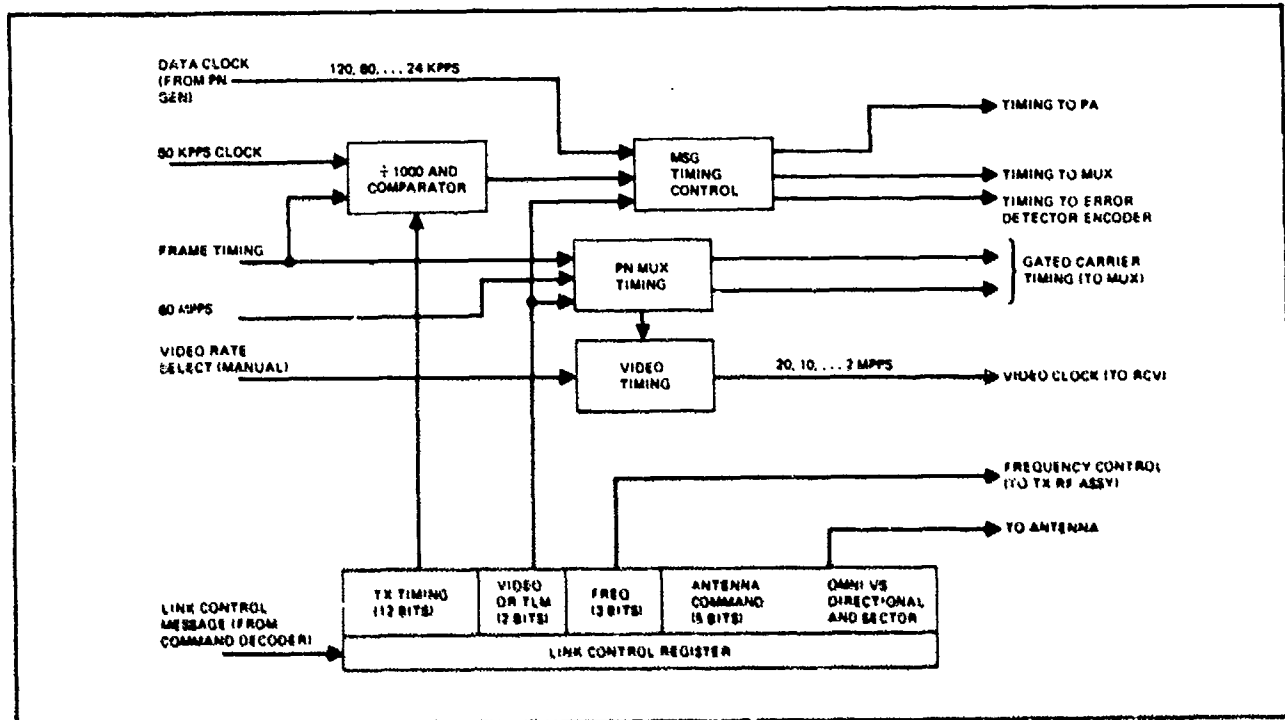 DATA CLOCK
(FROM PN
GEN)
120, 80, ... 24 KPPS
TIMING TO PA
80 KPPS CLOCK
÷ 1000 AND
COMPARATOR
MSG
TIMING
CONTROL
TIMING TO MUX
TIMING TO ERROR
DETECTOR ENCODER
FRAME TIMING
PN MUX
TIMING
GATED CARRIER
TIMING (TO MUX)
60 MPPS
VIDEO RATE
SELECT (MANUAL)
VIDEO
TIMING
20, 10, ... 2 MPPS
VIDEO CLOCK (TO RCV)
FREQUENCY CONTROL
(TO TX RF ASSY)
TO ANTENNA
TX TIMING
(12 BITS)
VIDEO
OR TLM
(2 BITS)
FREQ
(3 BITS)
ANTENNA
COMMAND
(5 BITS)
OMNI VS
DIRECTIONAL
AND SECTOR
LINK CONTROL
MESSAGE (FROM
COMMAND DECODER)
LINK CONTROL REGISTER